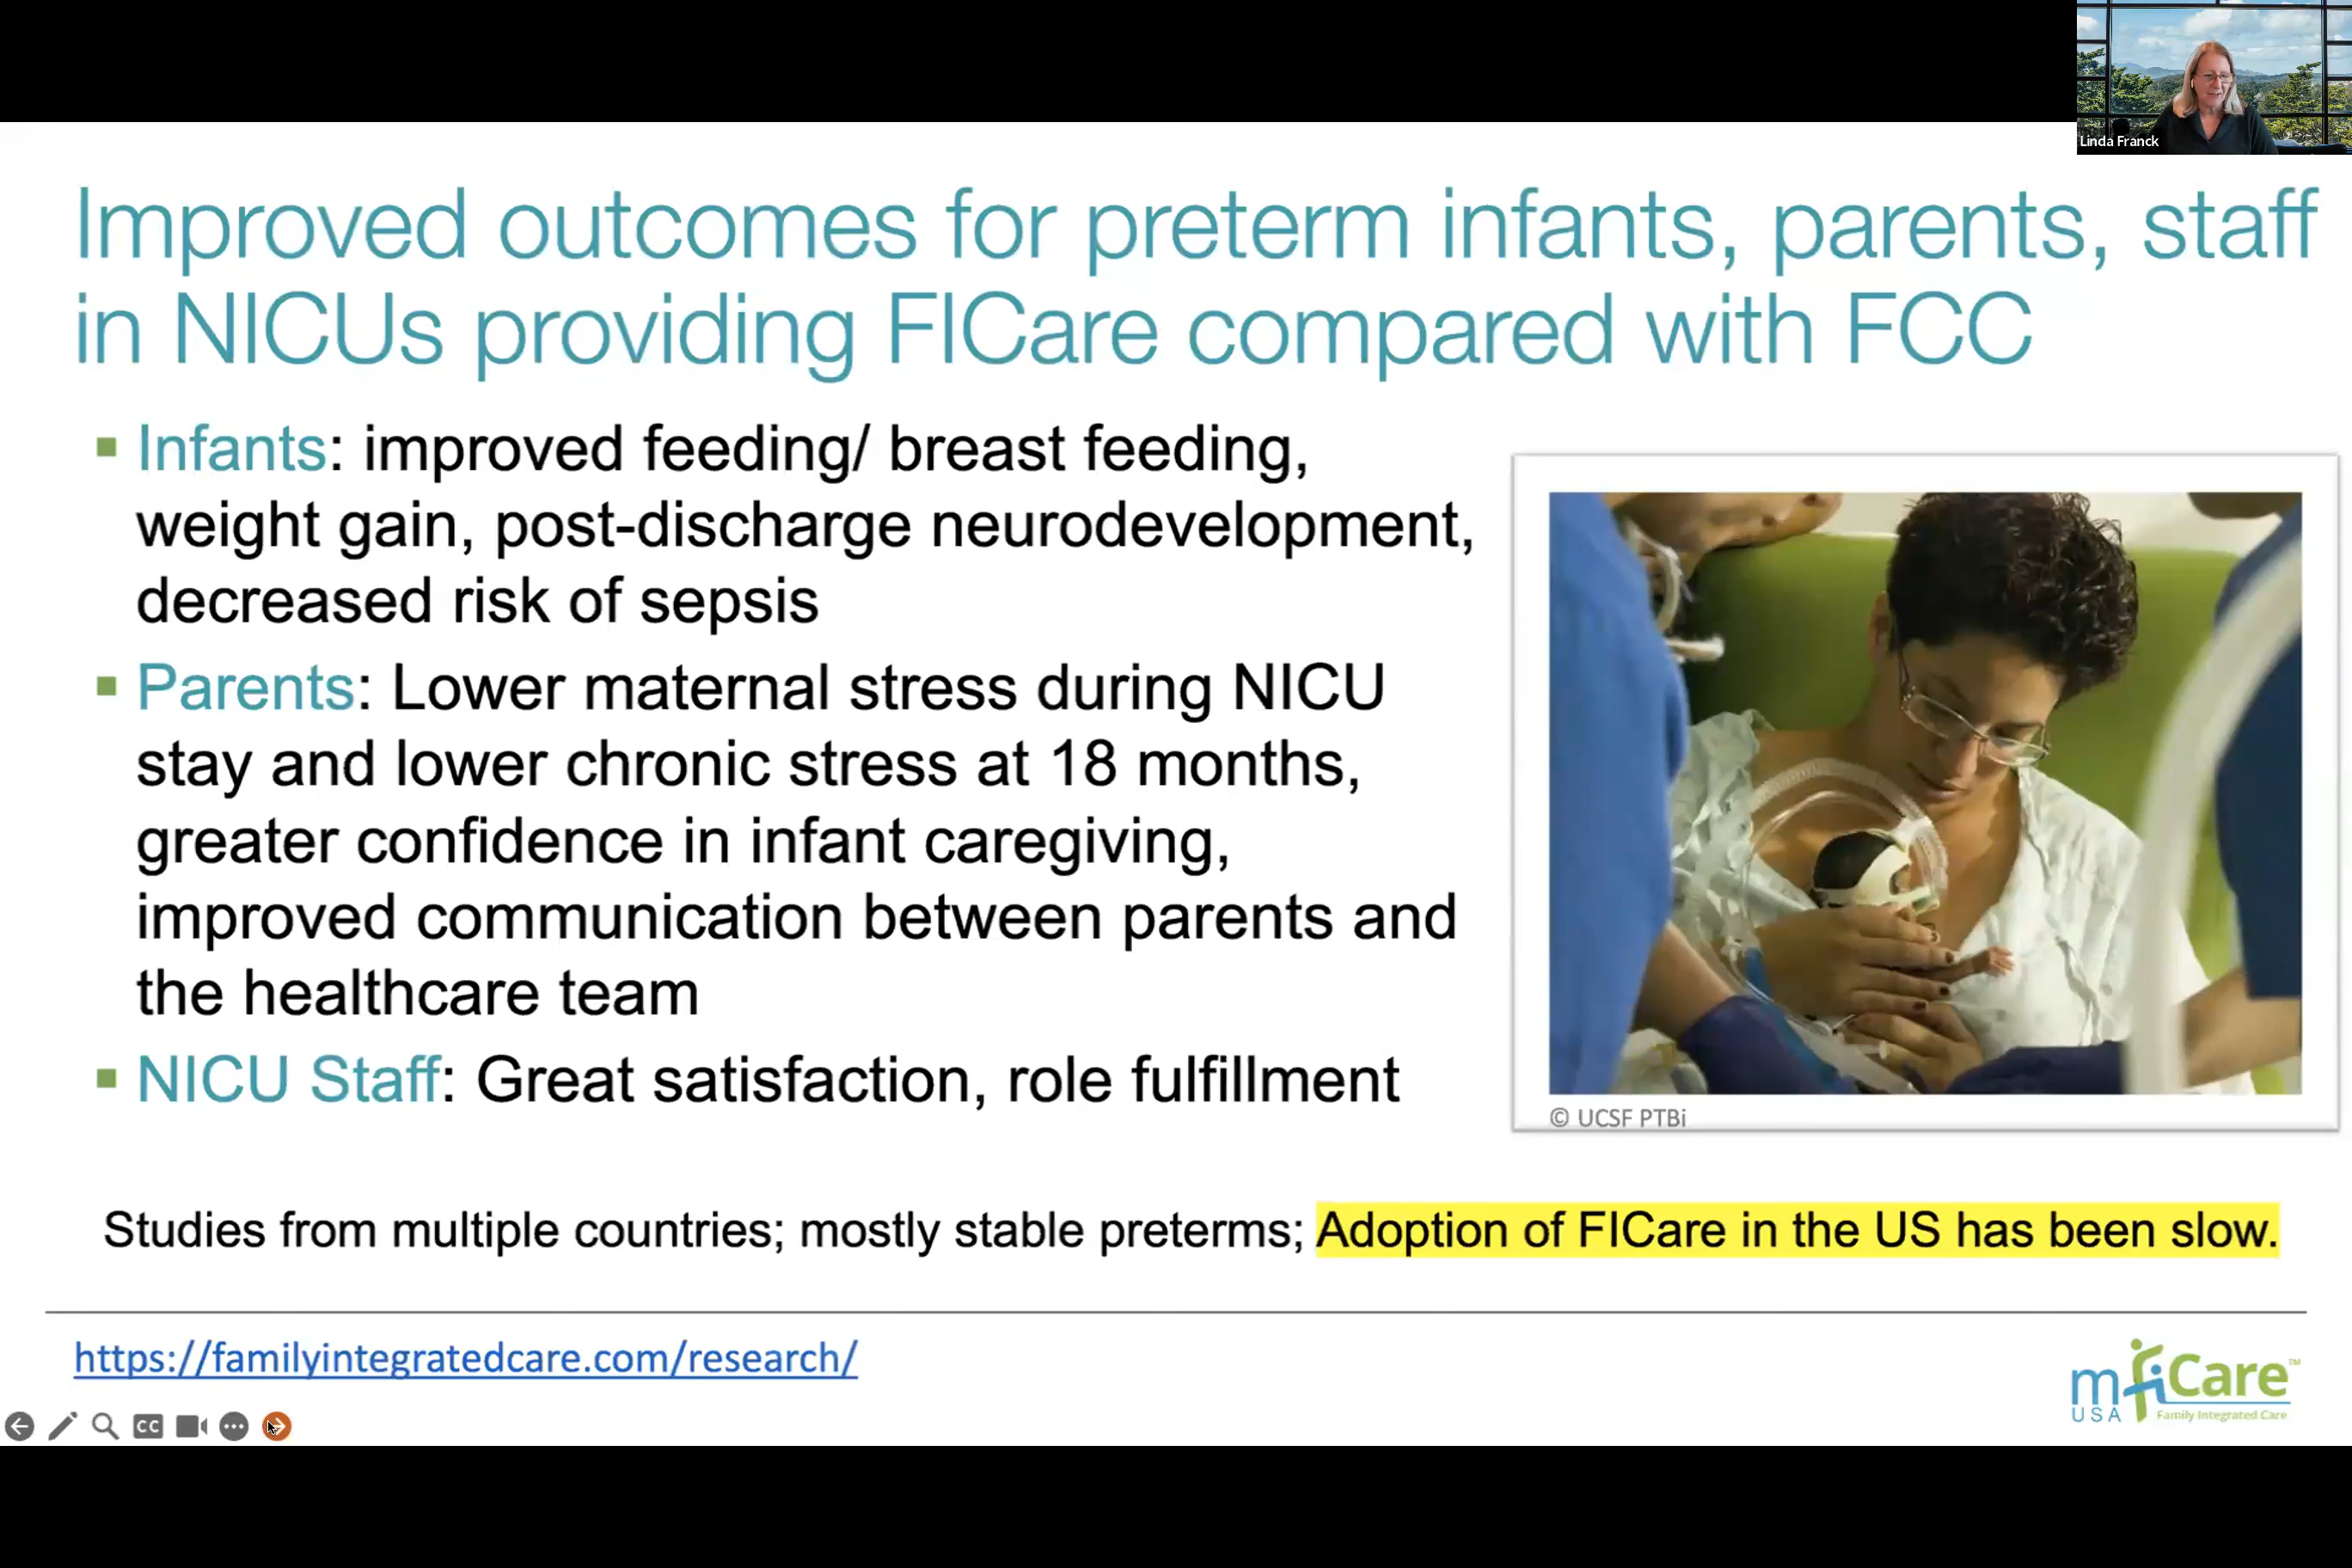 Linda Franck
Improved outcomes for preterm infants, parents, staff
in NICUs providing FICare compared with FCC
Infants: improved feeding/ breast feeding,
weight gain, post-discharge neurodevelopment,
decreased risk of sepsis
Parents: Lower maternal stress during NICU
stay and lower chronic stress at 18 months,
greater confidence in infant caregiving,
improved communication between parents and
the healthcare team
NICU Staff: Great satisfaction, role fulfillment
© UCSF PTBi
Studies from multiple countries; mostly stable preterms; Adoption of FICare in the US has been slow.
https://familyintegratedcare.com/research/
mfiCare™
USA Family Integrated Care
CC